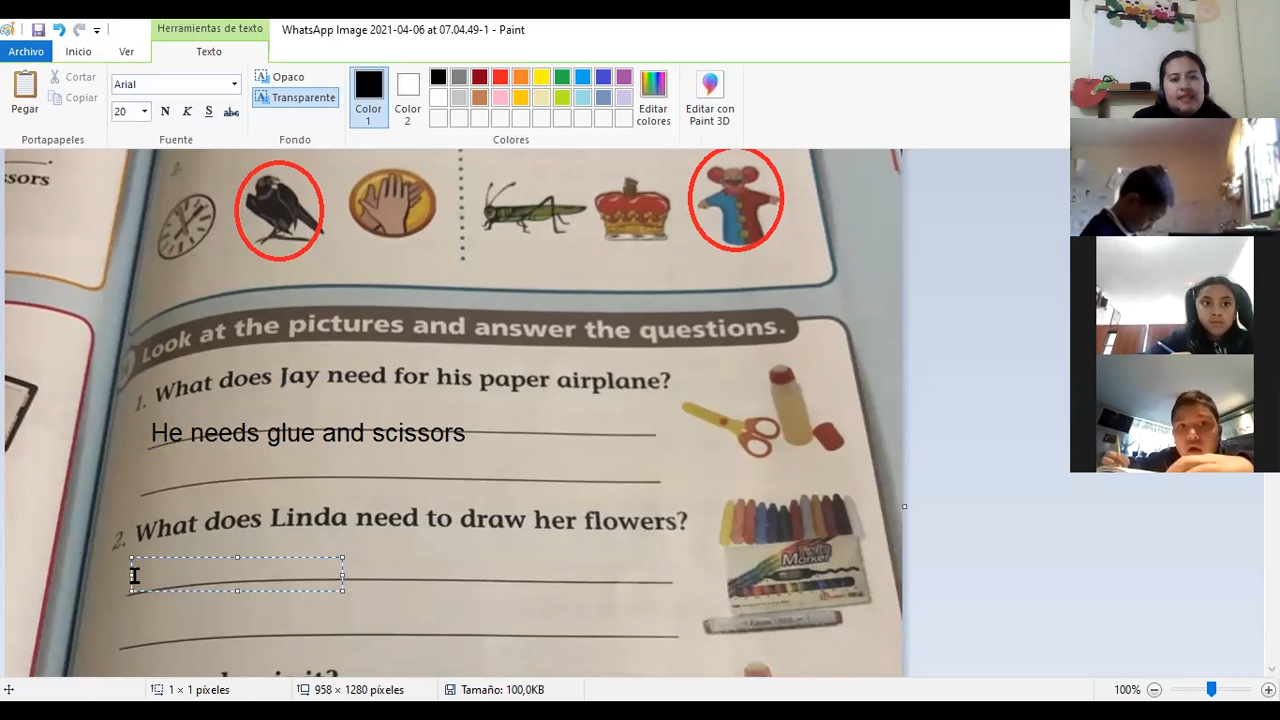 Herramientas de texto
WhatsApp Image 2021-04-06 at 07.04.49-1 - Paint
Archivo
Inicio
Ver
Texto
Pegar
Cortar
Copiar
Portapapeles
Arial
20
N K S abc
Fuente
Opaco
Transparente
Fondo
Color 1
Color 2
Editar colores
Editar con Paint 3D
Colores
ssors
Look at the pictures and answer the questions.
1. What does Jay need for his paper airplane?
He needs glue and scissors
2. What does Linda need to draw her flowers?
Marker
1 × 1 píxeles
958 × 1280 píxeles
Tamaño: 100,0KB
100%